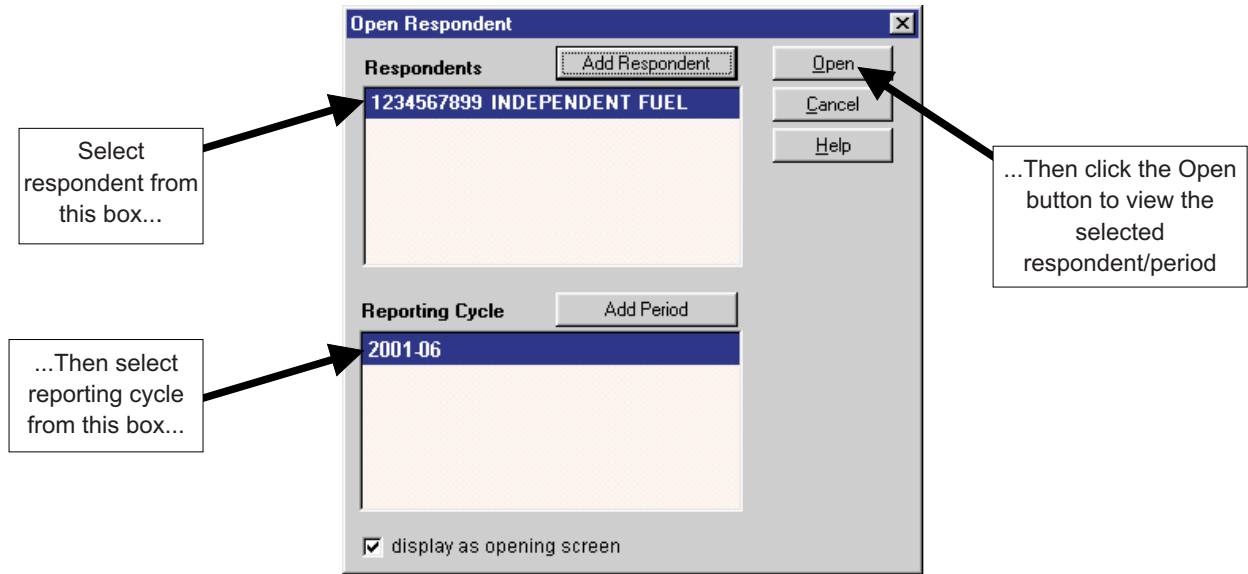 Open Respondent
Respondents
Add Respondent
Open
1234567899 INDEPENDENT FUEL
Cancel
Help
Select
respondent from
this box...
...Then click the Open
button to view the
selected
respondent/period
Reporting Cycle
Add Period
2001-06
...Then select
reporting cycle
from this box...
display as opening screen